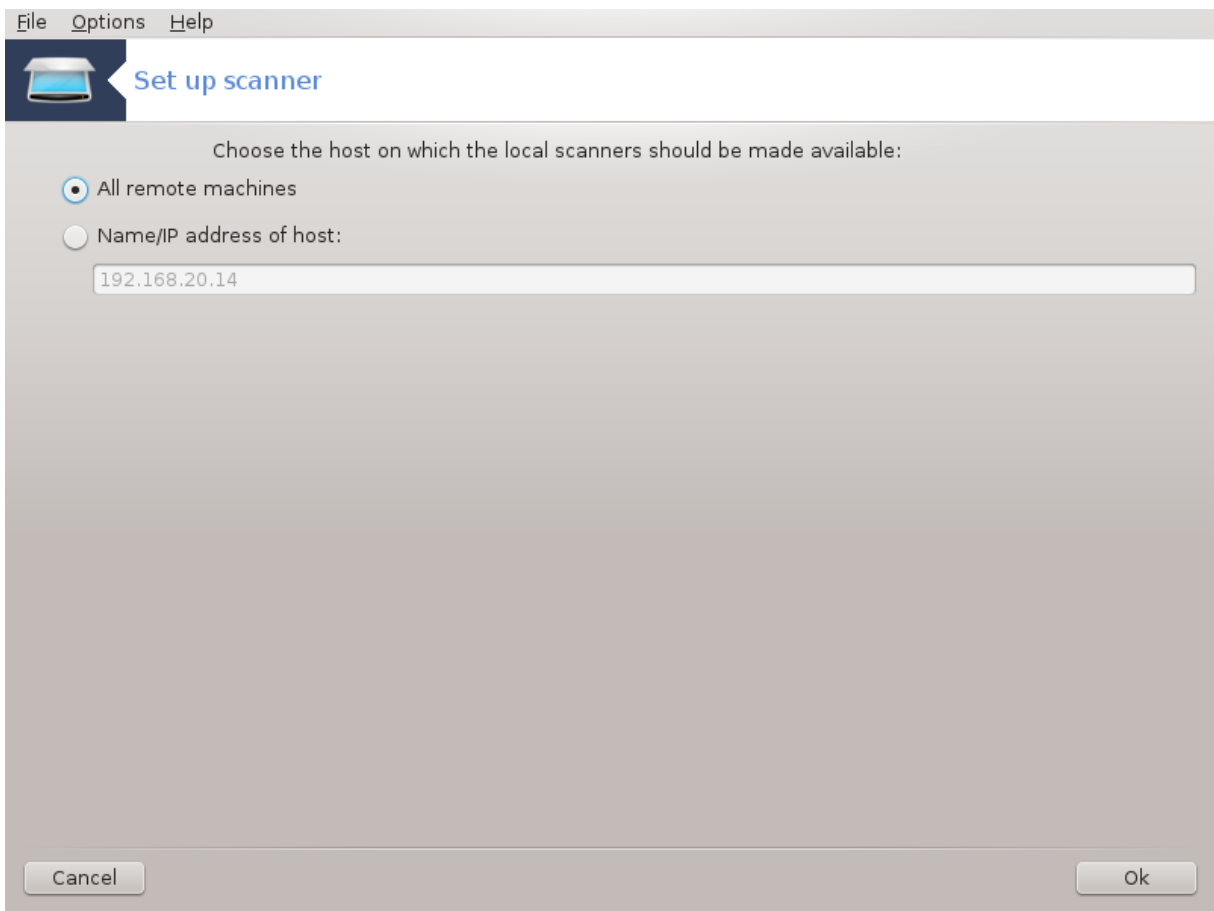 File Options Help
Set up scanner
Choose the host on which the local scanners should be made available:
All remote machines
Name/IP address of host:
192.168.20.14
Cancel Ok